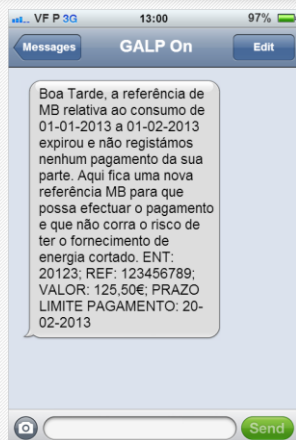 VF P 3G 13:00 97%
Messages GALP On Edit
Boa Tarde, a referência de
MB relativa ao consumo de
01-01-2013 a 01-02-2013
expirou e não registámos
nenhum pagamento da sua
parte. Aqui fica uma nova
referência MB para que
possa efectuar o pagamento
e que não corra o risco de
ter o fornecimento de
energia cortado. ENT:
20123; REF: 123456789;
VALOR: 125,50€; PRAZO
LIMITE PAGAMENTO: 20-
02-2013
Send